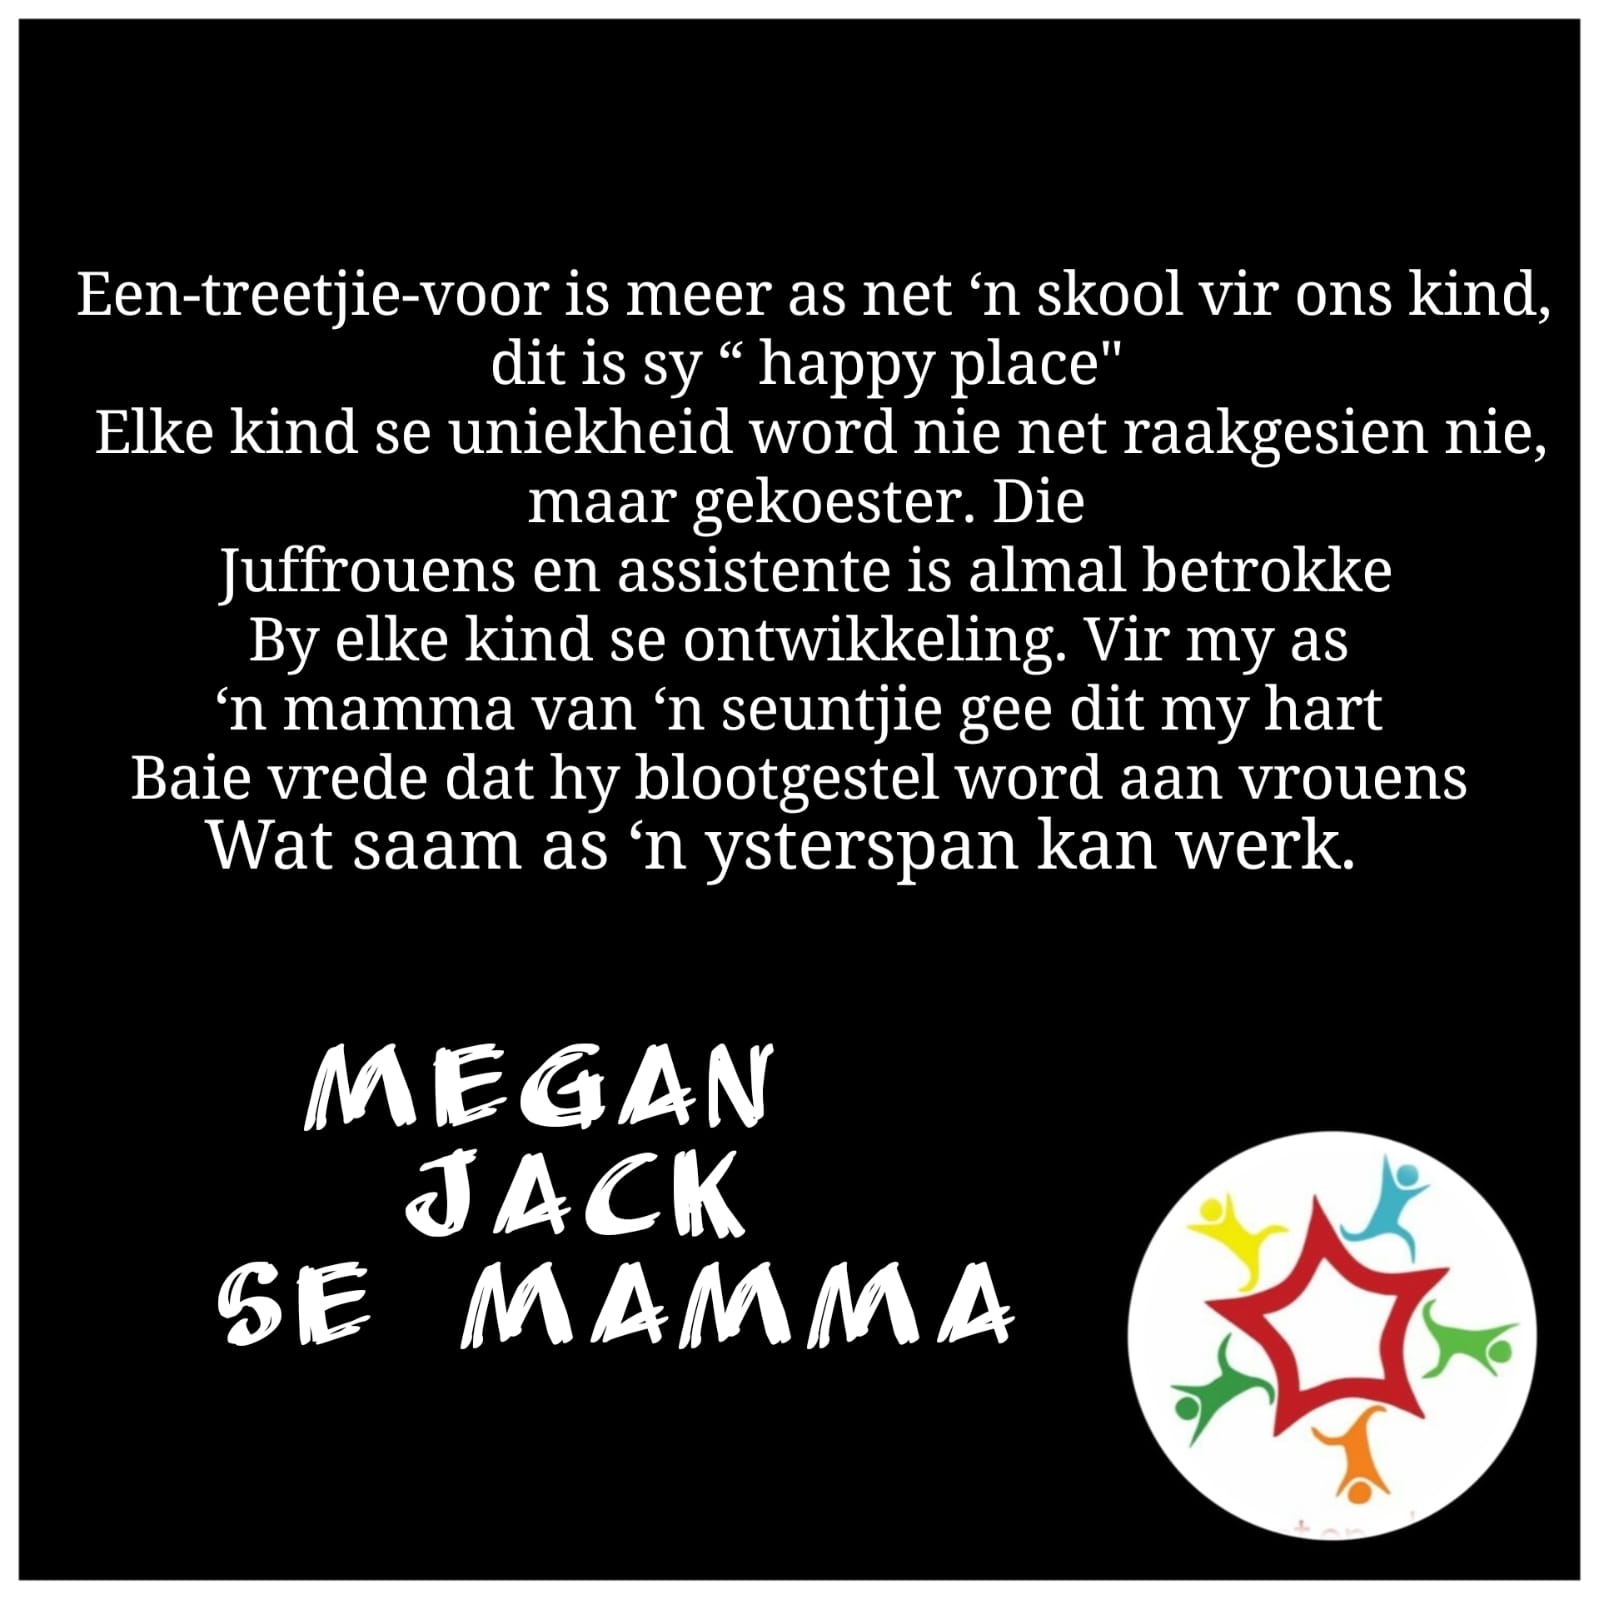 Een-treetjie-voor is meer as net ‘n skool vir ons kind,
dit is sy “ happy place"
Elke kind se uniekheid word nie net raakgesien nie,
maar gekoester. Die
Juffrouens en assistente is almal betrokke
By elke kind se ontwikkeling. Vir my as
‘n mamma van ‘n seuntjie gee dit my hart
Baie vrede dat hy blootgestel word aan vrouens
Wat saam as ‘n ysterspan kan werk.
MEGAN
JACK
SE MAMMA